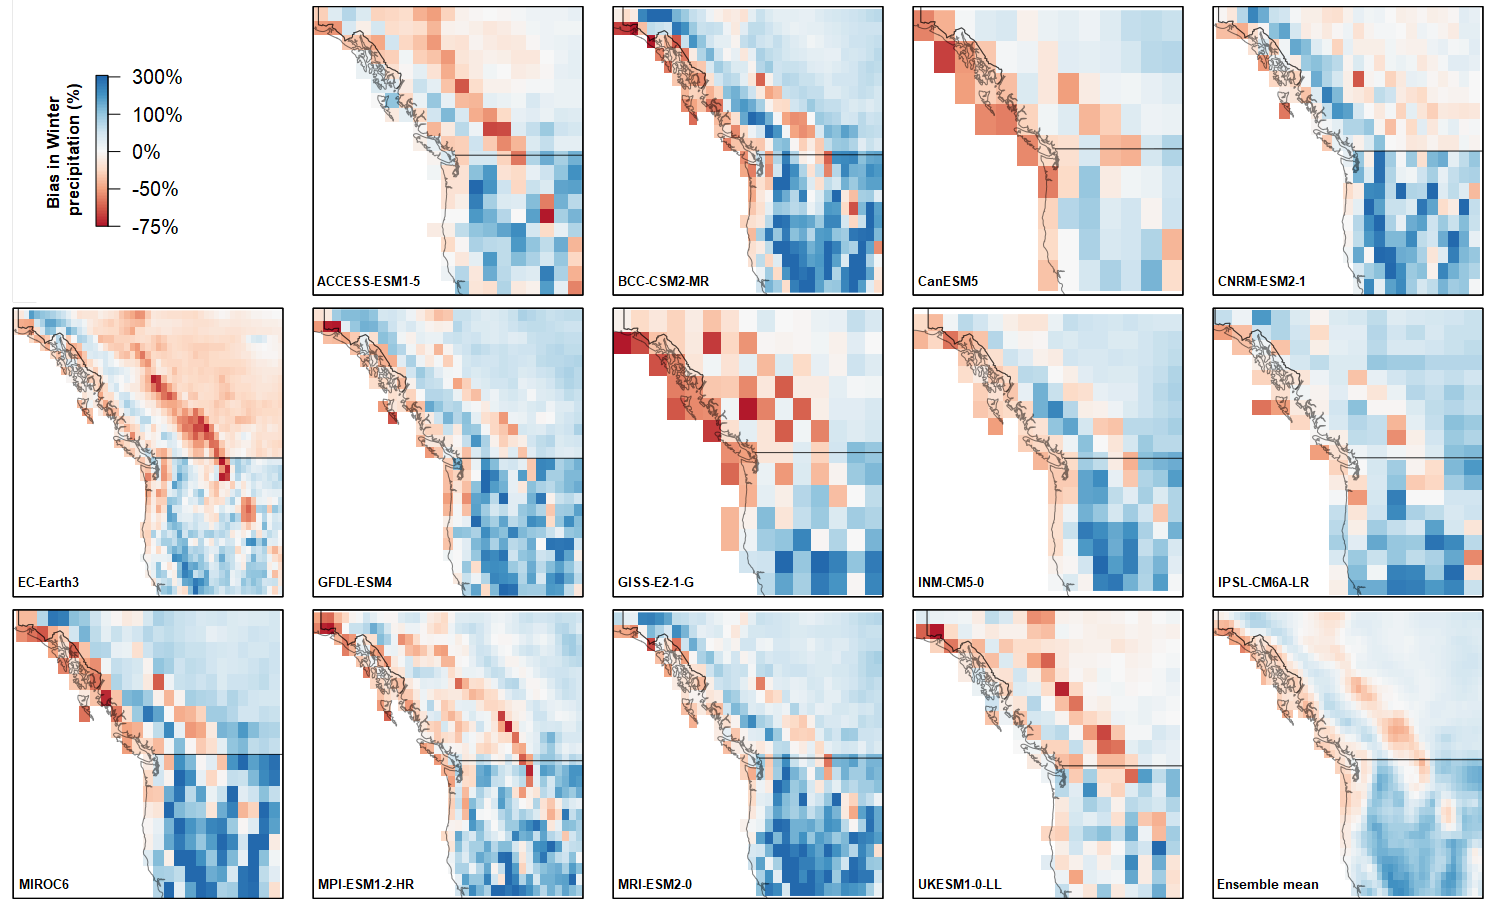 Bias in Winter
precipitation (%)
300%
100%
0%
-50%
-75%
ACCESS-ESM1-5
BCC-CSM2-MR
CanESM5
CNRM-ESM2-1
EC-Earth3
GFDL-ESM4
GISS-E2-1-G
INM-CM5-0
IPSL-CM6A-LR
MIROC6
MPI-ESM1-2-HR
MRI-ESM2-0
UKESM1-0-LL
Ensemble mean